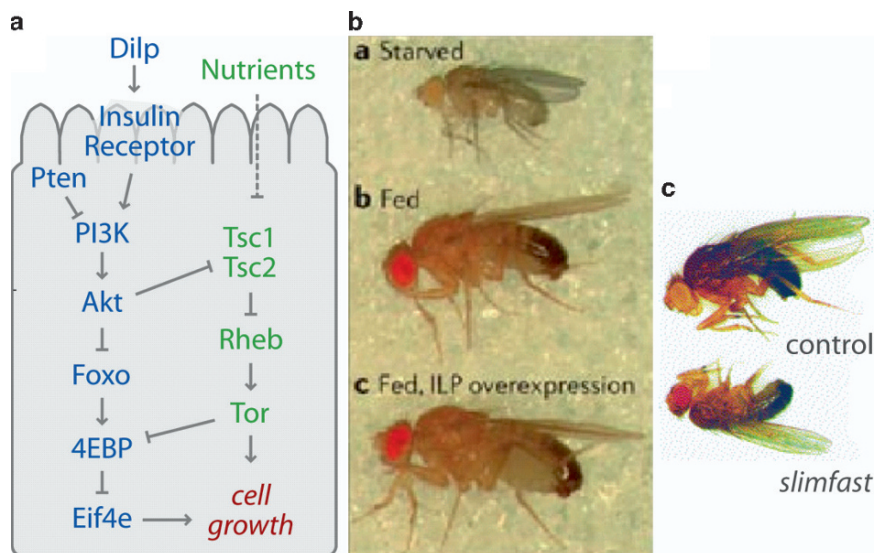 a
Dilp
Nutrients
Insulin
Receptor
Pten
PI3K
Tsc1
Tsc2
Akt
Rheb
Foxo
Tor
4EBP
Eif4e
cell
growth
b
a Starved
b Fed
c Fed, ILP overexpression
c
control
slimfast